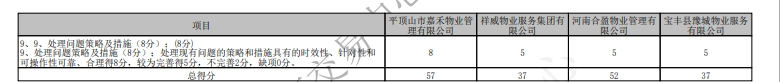 项目
平顶山市嘉禾物业管
理有限公司
祥威物业服务集团有
限公司
河南合盈物业管理有
限公司
宝丰县豫城物业服务
有限公司
9、9、处理问题策略及措施（8分）；(8分)
9、处理问题策略及措施（8分）：处理现有问题的策略和措施具有的时效性、针对性和
可操作性可靠、合理得8分，较为完善得5分，不完善2分，缺项0分。
8
5
5
5
总得分
57
37
52
37
交易中心